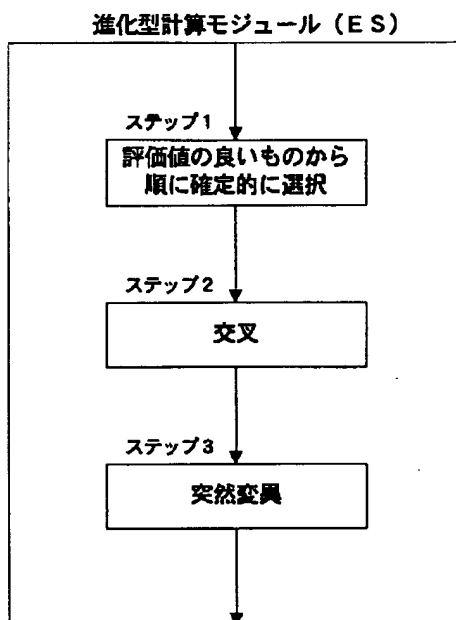 進化型計算モジュール（ＥＳ）
ステップ1
評価値の良いものから
順に確定的に選択
ステップ2
交叉
ステップ3
突然変異